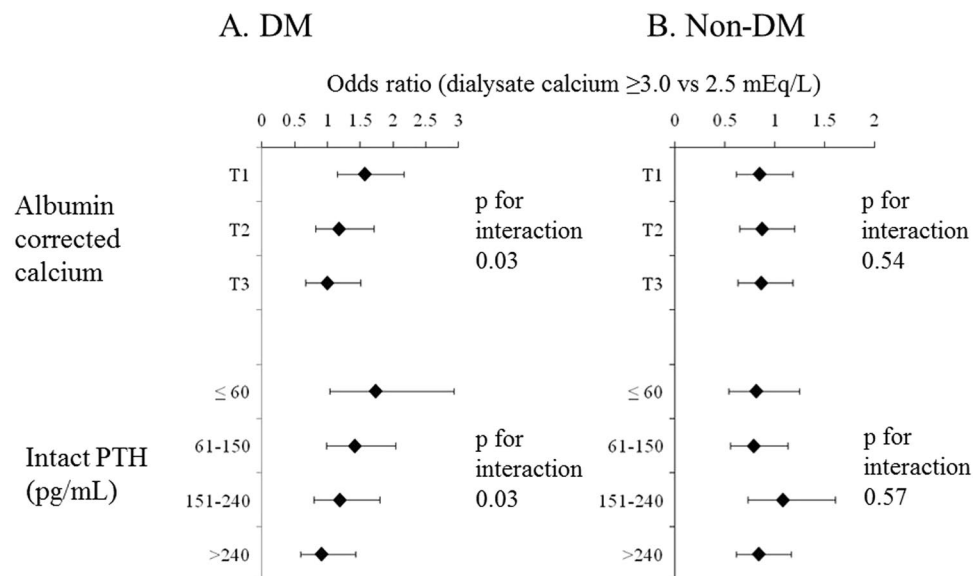 A. DM
B. Non-DM
Odds ratio (dialysate calcium ≥3.0 vs 2.5 mEq/L)
0 0.5 1 1.5 2 2.5 3
0 0.5 1 1.5 2
Albumin
corrected
calcium
T1
T2
T3
p for
interaction
0.03
T1
T2
T3
p for
interaction
0.54
Intact PTH
(pg/mL)
≤ 60
61-150
151-240
>240
p for
interaction
0.03
≤ 60
61-150
151-240
>240
p for
interaction
0.57